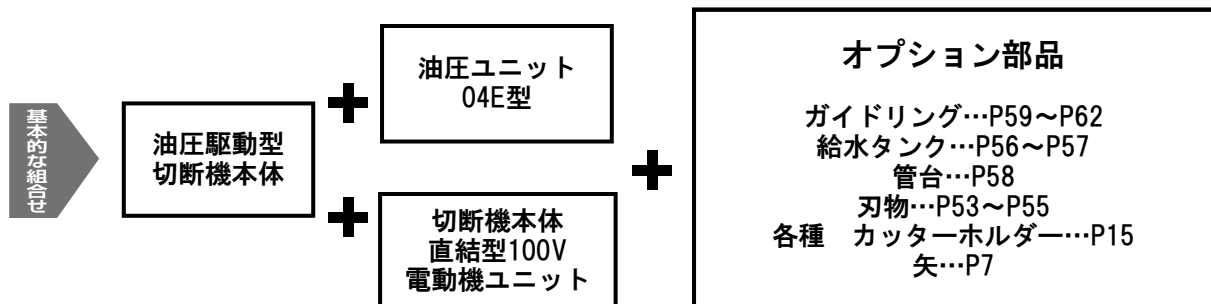 基本的な組合せ
油圧駆動型
切断機本体
油圧ユニット
04E型
切断機本体
直結型100V
電動機ユニット
オプション部品
ガイドリング…P59〜P62
給水タンク…P56〜P57
管台…P58
刃物…P53〜P55
各種　カッターホルダー…P15
矢…P7